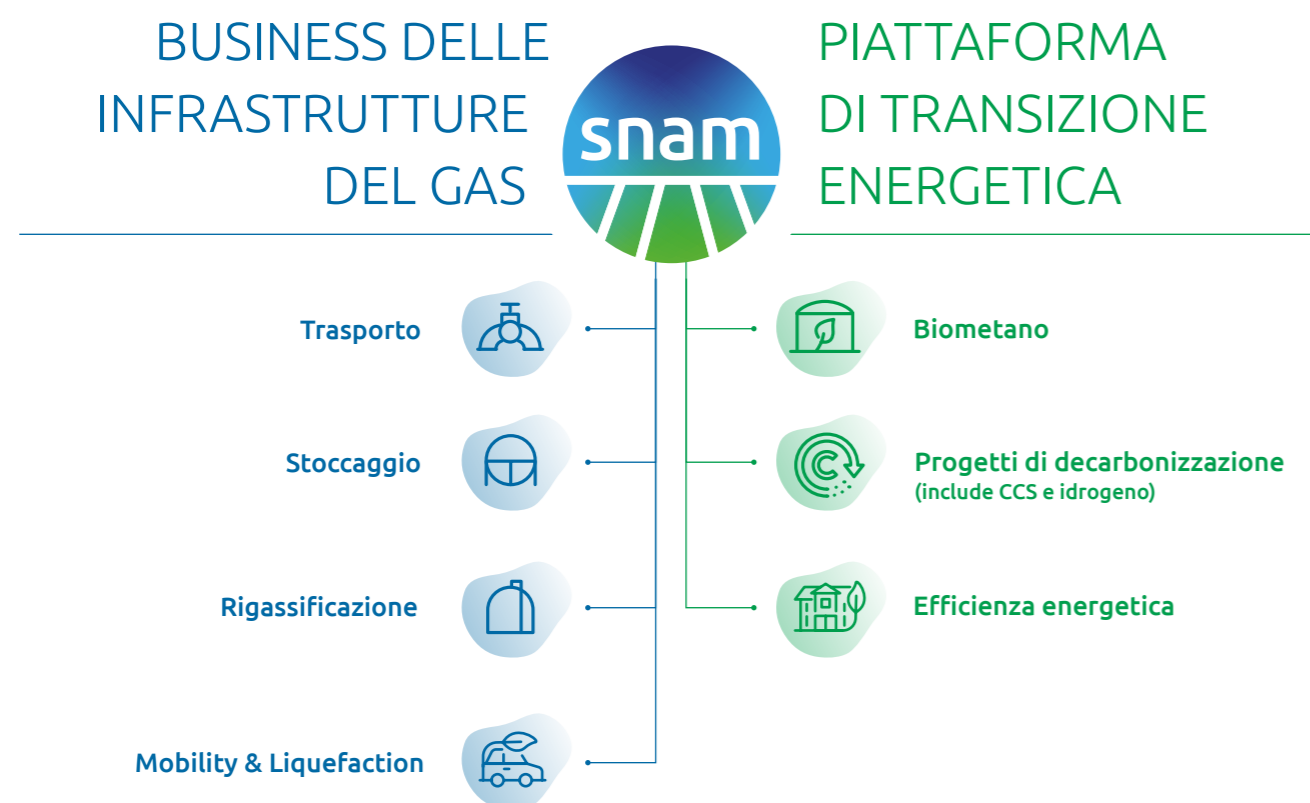 BUSINESS DELLE
INFRASTRUTTURE
DEL GAS
snam
PIATTAFORMA
DI TRANSIZIONE
ENERGETICA
Trasporto
Stoccaggio
Rigassificazione
Mobility & Liquefaction
Biometano
Progetti di decarbonizzazione
(include CCS e idrogeno)
Efficienza energetica